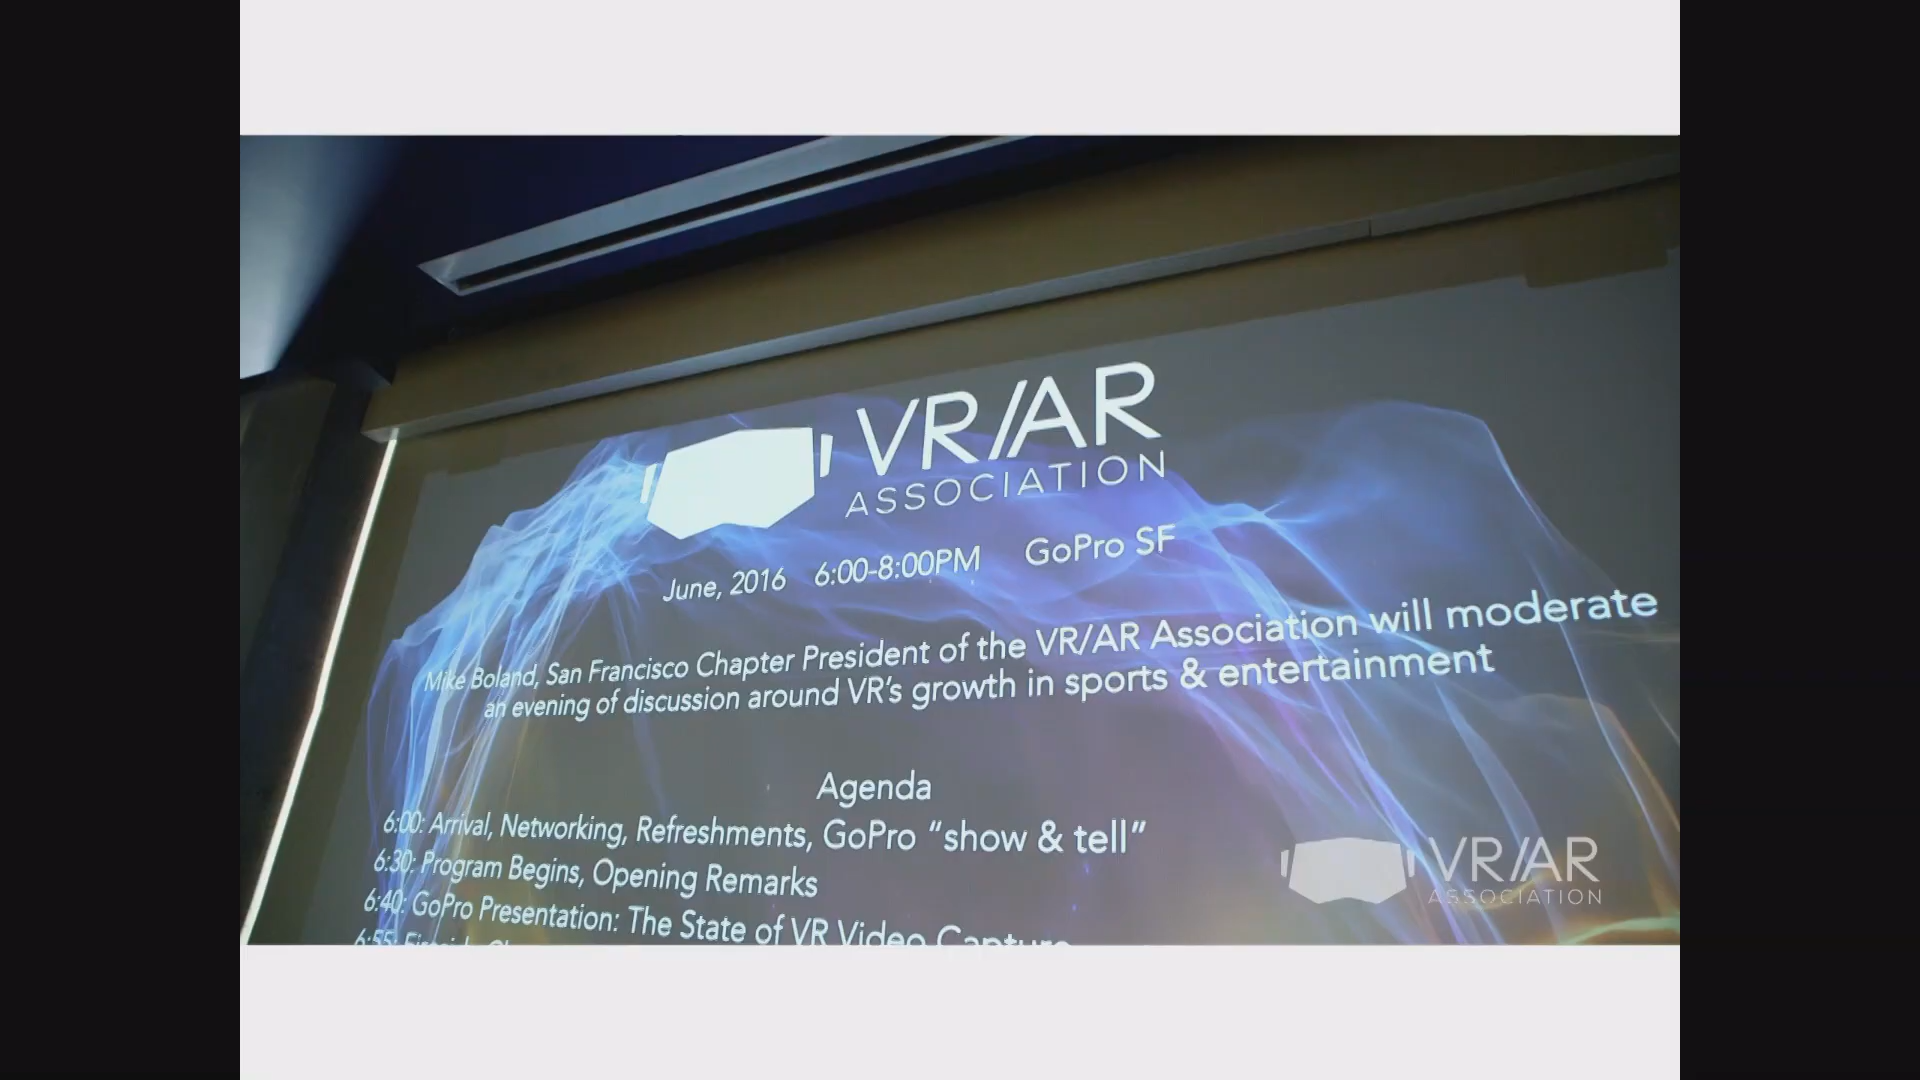 VR/AR
ASSOCIATION
June, 2016 6:00-8:00PM GoPro SF
Mike Boland, San Francisco Chapter President of the VR/AR Association will moderate
an evening of discussion around VR's growth in sports & entertainment
Agenda
6:00: Arrival, Networking, Refreshments, GoPro “show & tell”
6:30: Program Begins, Opening Remarks
6:40: GoPro Presentation: The State of VR Video Capture
6:55:
VR/AR
ASSOCIATION